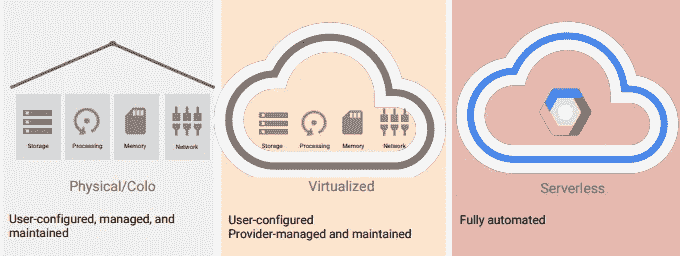 Storage Processing Memory Network
Physical/Colo
User-configured, managed, and
maintained
Storage Processing Memory Network
Virtualized
User-configured
Provider-managed and maintained
Serverless
Fully automated